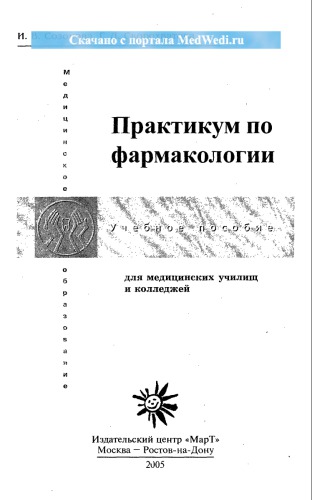 Скачано с портала MedWedi.ru
Медицинское
Практикум по
фармакологии
Учебное пособие
образование
для медицинских училищ
и колледжей
Издательский центр «МарТ»
Москва – Ростов-на-Дону
2005